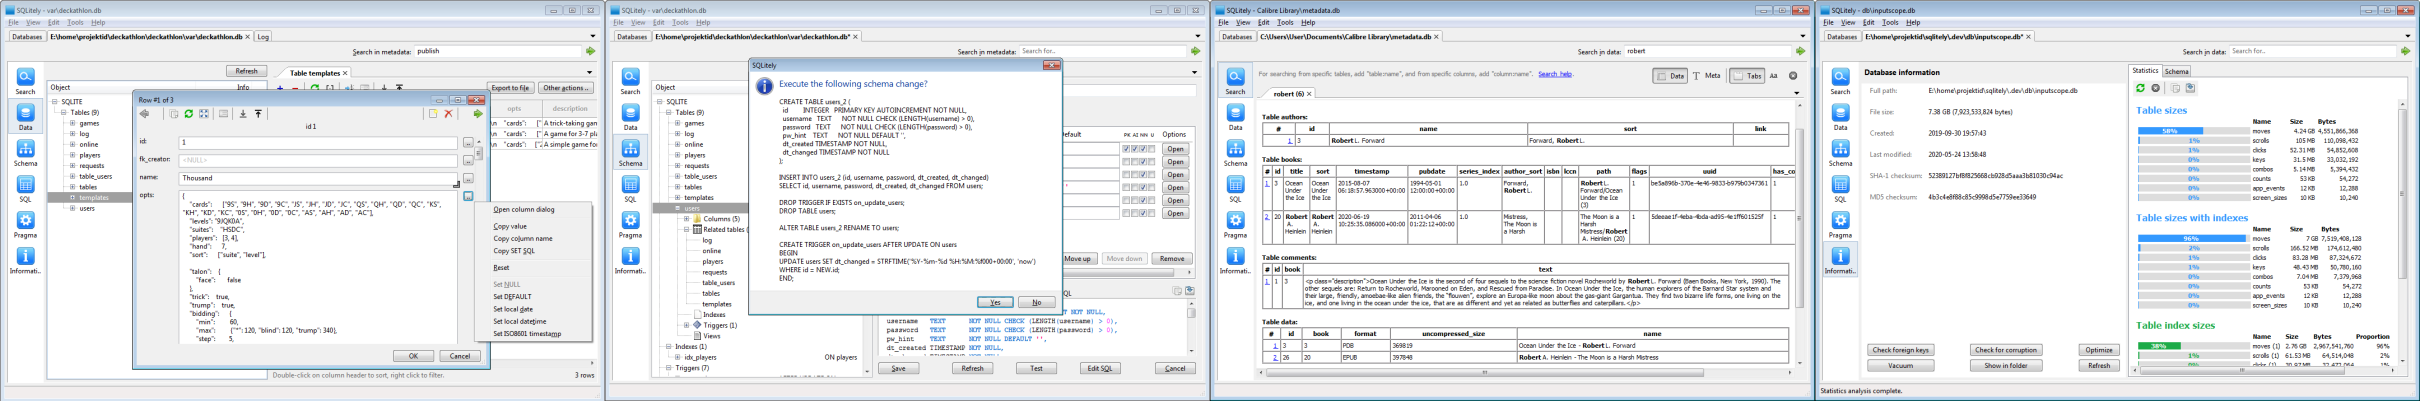 SQLitely - var\deckathlon.db
File View Edit Tools Help
Databases E:\home\projektid\deckathlon\deckathlon\var\deckathlon.db Log
Search in metadata: publish
Search
Data
Schema
SQL
Pragma
Informati..
Refresh
Object Info
SQLITE
Tables (9)
games
log
online
players
requests
table_users
tables
templates
users
Table templates
Export to file Other actions ..
opts description
\n "cards": [ A trick-taking gam
\n "cards": [ A game for 3-7 pla
\n "cards": ["2 A simple game for
Row #1 of 3
id 1
id: 1
fk_creator: <NULL>
name: Thousand
opts: {
"cards": ["9S", "9H", "9D", "9C", "JS", "JH", "JD", "JC", "QS", "QH", "QD", "QC", "KS",
"KH", "KD", "KC", "0S", "0H", "0D", "0C", "AS", "AH", "AD", "AC"],
"levels": "9JQK0A",
"suites": "HSDC",
"players": [3, 4],
"hand": 7,
"sort": ["suite", "level"],
"talon": {
"face": false
},
"trick": true,
"trump": true,
"bidding": {
"min": 60,
"max": {"*": 120, "blind": 120, "trump": 340},
"step": 5,
OK Cancel
Open column dialog
Copy value
Copy column name
Copy SET SQL
Reset
Set NULL
Set DEFAULT
Set local date
Set local datetime
Set ISO8601 timestamp
Double-click on column header to sort, right click to filter.
3 rows
SQLitely - var\deckathlon.db
File View Edit Tools Help
Databases E:\home\projektid\deckathlon\deckathlon\var\deckathlon.db*
Search in metadata: Search for..
Search
Data
Schema
SQL
Pragma
Informati..
Object
SQLITE
Tables (9)
games
log
online
players
requests
table_users
tables
templates
users
Columns (5)
Related tables (
log
online
players
requests
table_users
tables
templates
Indexes
Triggers (1)
Views
Indexes (1)
idx_players ON players
Triggers (7)
Default PK AI NN U Options
Open
Open
Open
Open
Open
Open
Move up Move down Remove
SQL
SQLitely
Execute the following schema change?
CREATE TABLE users_2 (
id INTEGER PRIMARY KEY AUTOINCREMENT NOT NULL,
username TEXT NOT NULL CHECK (LENGTH(username) > 0),
password TEXT NOT NULL CHECK (LENGTH(password) > 0),
pw_hint TEXT NOT NULL DEFAULT '',
dt_created TIMESTAMP NOT NULL,
dt_changed TIMESTAMP NOT NULL
);
INSERT INTO users_2 (id, username, password, dt_created, dt_changed)
SELECT id, username, password, dt_created, dt_changed FROM users;
DROP TRIGGER IF EXISTS on_update_users;
DROP TABLE users;
ALTER TABLE users_2 RENAME TO users;
CREATE TRIGGER on_update_users AFTER UPDATE ON users
BEGIN
UPDATE users SET dt_changed = STRFTIME('%Y-%m-%d %H:%M:%f000+00:00', 'now')
WHERE id = NEW.id;
END;
Yes No
NOT NULL,
username TEXT NOT NULL CHECK (LENGTH(username) > 0),
password TEXT NOT NULL CHECK (LENGTH(password) > 0),
pw_hint TEXT NOT NULL DEFAULT '',
dt_created TIMESTAMP NOT NULL,
Save Refresh Test Edit SQL Cancel
SQLitely - Calibre Library\metadata.db
File View Edit Tools Help
Databases C:\Users\User\Documents\Calibre Library\metadata.db
Search in data: robert
Search
Data
Schema
SQL
Pragma
Informati..
For searching from specific tables, add "table:name", and from specific columns, add "column:name". Search help.
Data Meta Tabs Aa
robert (6)
Table authors:
# id name sort link
1 3 Robert L. Forward Forward, Robert L.
Table books:
# id title sort timestamp pubdate series_index author_sort isbn lccn path flags uuid has_co
1 3 Ocean Under the Ice Ocean Under the Ice 2015-08-07 06:18:57.963000+00:00 1994-05-01 12:00:00+00:00 1.0 Forward, Robert L. Robert L. Forward/Ocean Under the Ice (3) 1 be5a896b-370e-4e46-9833-b979b0347361 1
2 20 Robert A. Heinlein Robert A. Heinlein 2020-06-19 10:25:35.086000+00:00 2011-04-06 01:22:12+00:00 1.0 Mistress, The Moon is a Harsh The Moon is a Harsh Mistress/Robert A. Heinlein (20) 1 5deeae1f-4eba-4bda-ad95-4e1ff601525f 1
Table comments:
# id book text
1 1 3 <p class="description">Ocean Under the Ice is the second of four sequels to the science fiction novel Rocheworld by Robert L. Forward (Baen Books, New York, 1990). The
other sequels are: Return to Rocheworld, Marooned on Eden, and Rescued from Paradise. In Ocean Under the Ice, the human explorers of the Barnard Star system and
their large, friendly, amoebae-like alien friends, the "flouwen", explore an Europa-like moon about the gas-giant Gargantua. They find two bizarre life forms, one living on the
ice, and one living in the ocean under the ice, that are as different and yet as related as butterflies and caterpillars. </p>
Table data:
# id book format uncompressed_size name
1 3 3 PDB 369819 Ocean Under the Ice - Robert L. Forward
2 26 20 EPUB 397848 Robert A. Heinlein - The Moon is a Harsh Mistress
SQLitely - db\inputscope.db
File View Edit Tools Help
Databases E:\home\projektid\sqlitely\.dev\db\inputscope.db*
Search in data: Search for..
Search
Data
Schema
SQL
Pragma
Informati..
Database information
Full path: E:\home\projektid\sqlitely\.dev\db\inputscope.db
File size: 7.38 GB (7,923,533,824 bytes)
Created: 2019-09-30 19:57:43
Last modified: 2020-05-24 13:58:48
SHA-1 checksum: 52389127bf8f825668cb928d5aaa3b81030c94ac
MD5 checksum: 4b3c4e8f88c85c9998d5e7759ee33649
Check foreign keys Check for corruption Optimize
Vacuum Show in folder Refresh
Statistics Schema
Table sizes
Name Size Bytes
58% moves 4.24 GB 4,551,866,368
1% scrolls 105 MB 110,098,432
1% clicks 52.31 MB 54,852,608
0% keys 31.5 MB 33,032,192
0% combos 5.14 MB 5,394,432
0% counts 53 KB 54,272
0% app_events 12 KB 12,288
0% screen_sizes 10 KB 10,240
Table sizes with indexes
Name Size Bytes
96% moves 7 GB 7,519,408,128
2% scrolls 166.52 MB 174,612,480
1% clicks 83.28 MB 87,324,672
1% keys 48.43 MB 50,780,160
0% combos 7.04 MB 7,379,968
0% counts 53 KB 54,272
0% app_events 12 KB 12,288
0% screen_sizes 10 KB 10,240
Table index sizes
Name Size Bytes Proportion
38% moves (1) 2.76 GB 2,967,541,760 96%
1% scrolls (1) 61.53 MB 64,514,048 2%
Statistics analysis complete.